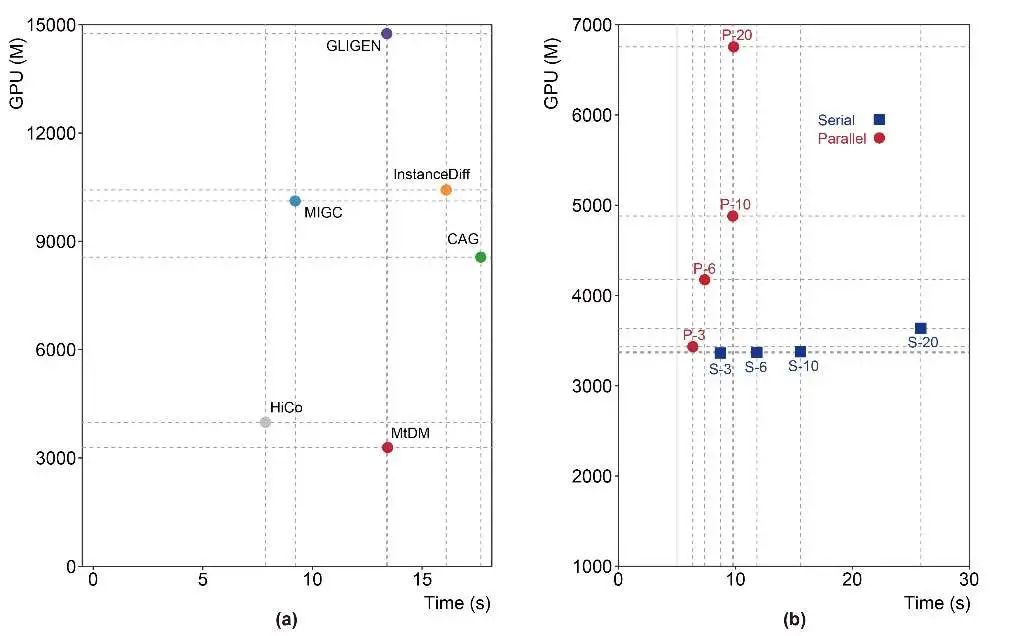 GPU (M)
15000
12000
9000
6000
3000
0
GLIGEN
InstanceDiff
MIGC
CAG
HiCo
MtDM
0 5 10 15
Time (s)
(a)
GPU (M)
7000
6000
5000
4000
3000
2000
1000
P-20
Serial
Parallel
P-10
P-6
P-3
S-3 S-6 S-10 S-20
0 10 20 30
Time (s)
(b)